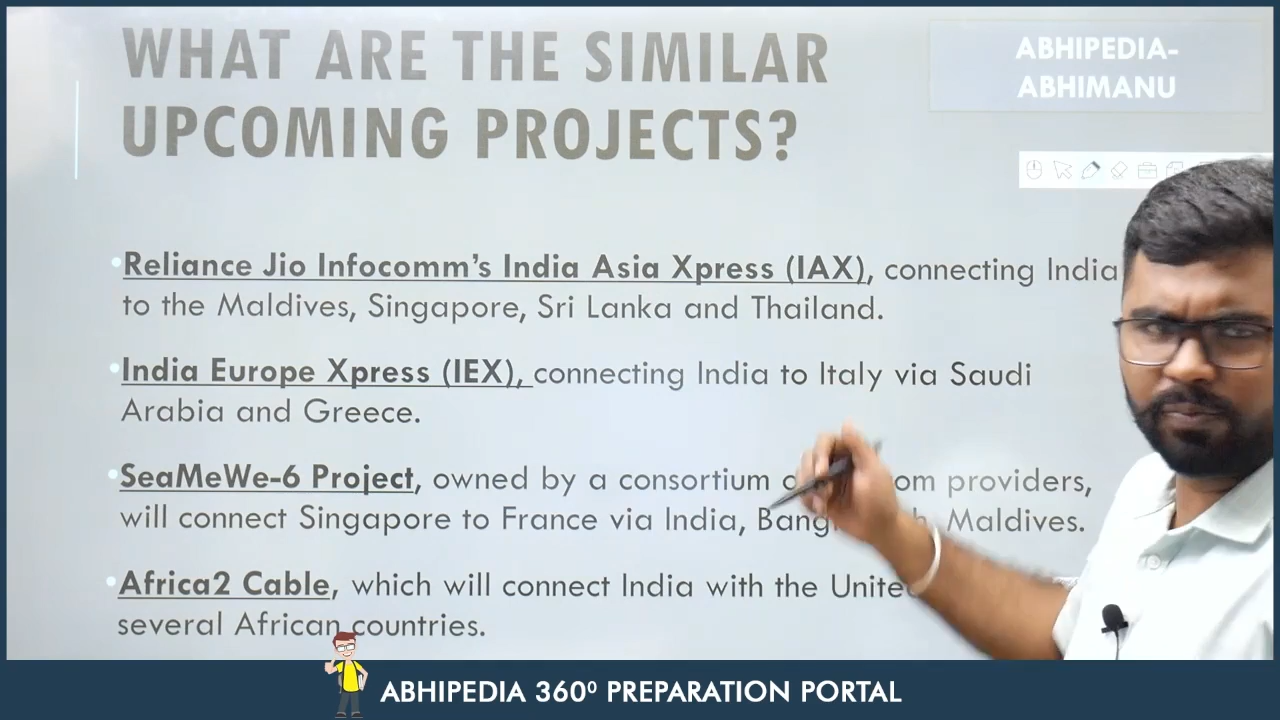 WHAT ARE THE SIMILAR
UPCOMING PROJECTS?
ABHIPEDIA-
ABHIMANU
•Reliance Jio Infocomm’s India Asia Xpress (IAX), connecting India
to the Maldives, Singapore, Sri Lanka and Thailand.
•India Europe Xpress (IEX), connecting India to Italy via Saudi
Arabia and Greece.
•SeaMeWe-6 Project, owned by a consortium providers,
will connect Singapore to France via India, Maldives.
•Africa2 Cable, which will connect India with the
several African countries.
ABHIPEDIA 360⁰ PREPARATION PORTAL